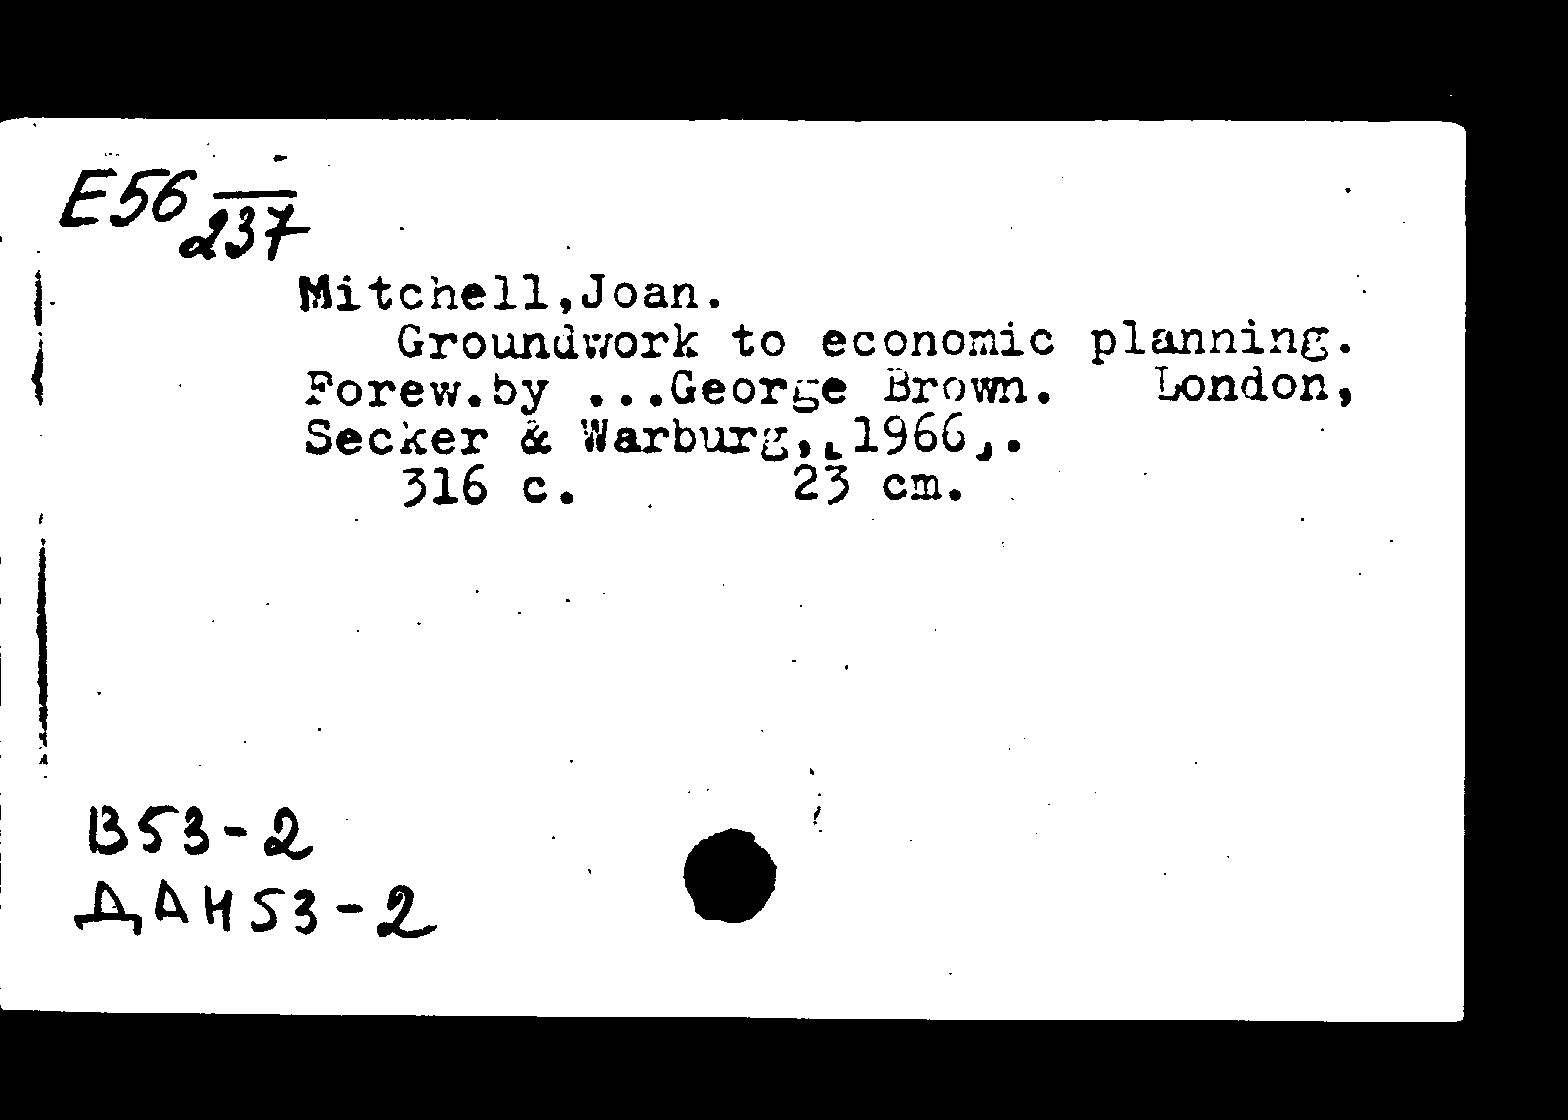 E56 237
Mitchell,Joan.
Groundwork to economic planning.
Forew.by ...George Brown. London,
Secker & Warburg,[1966].
316 c. 23 cm.
В53-2
ДАН53-2